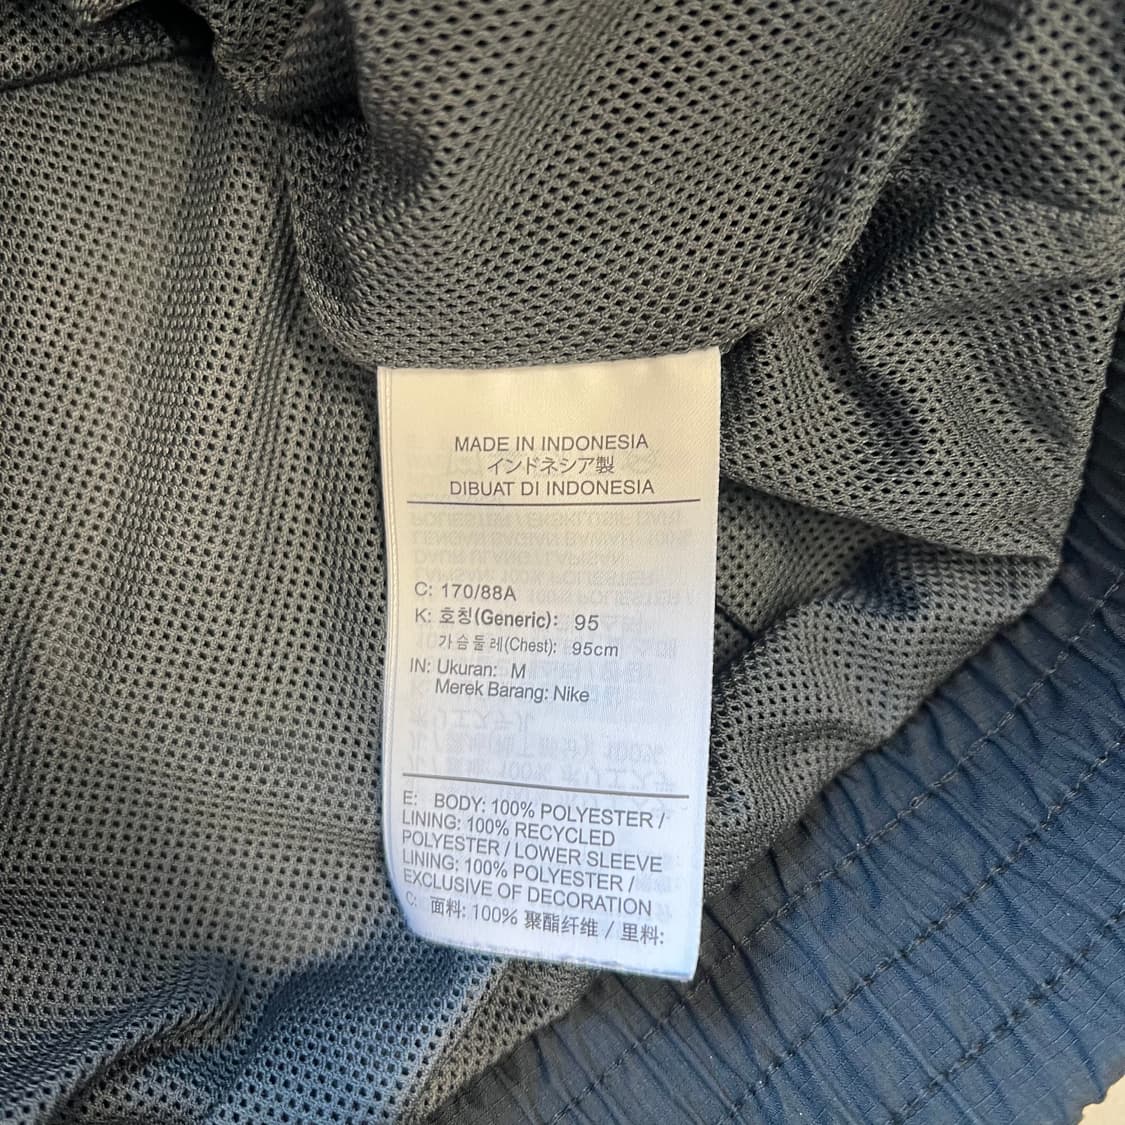 MADE IN INDONESIA
インドネシア製
DIBUAT DI INDONESIA
C: 170/88A
K: 호칭(Generic): 95
가슴둘레(Chest): 95cm
IN: Ukuran: M
Merek Barang: Nike
E: BODY: 100% POLYESTER /
LINING: 100% RECYCLED
POLYESTER / LOWER SLEEVE
LINING: 100% POLYESTER /
EXCLUSIVE OF DECORATION
C: 面料: 100% 聚酯纤维 / 里料: